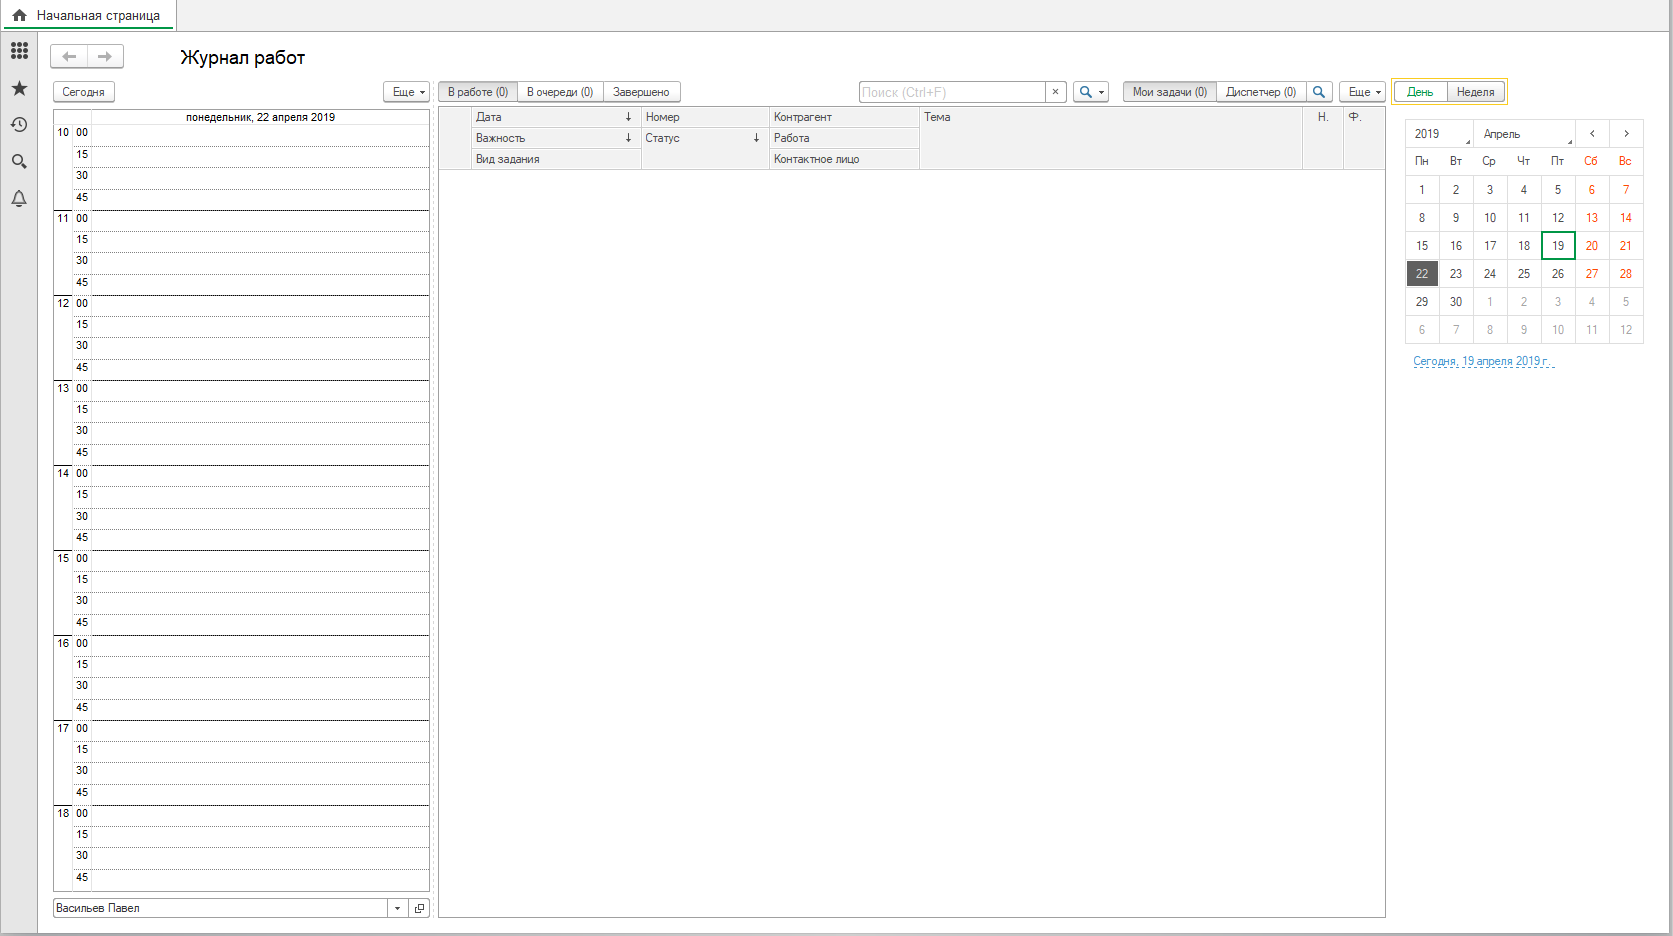 Начальная страница
Журнал работ
Сегодня
Еще
понедельник, 22 апреля 2019
10 00
15
30
45
11 00
15
30
45
12 00
15
30
45
13 00
15
30
45
14 00
15
30
45
15 00
15
30
45
16 00
15
30
45
17 00
15
30
45
18 00
15
30
45
Васильев Павел
В работе (0) В очереди (0) Завершено
Поиск (Ctrl+F) ×
Мои задачи (0) Диспетчер (0)
Еще
Дата Номер Контрагент Тема Н. Ф.
Важность Статус Работа
Вид задания Контактное лицо
День Неделя
2019 Апрель < >
Пн Вт Ср Чт Пт Сб Вс
1 2 3 4 5 6 7
8 9 10 11 12 13 14
15 16 17 18 19 20 21
22 23 24 25 26 27 28
29 30 1 2 3 4 5
6 7 8 9 10 11 12
Сегодня, 19 апреля 2019 г.